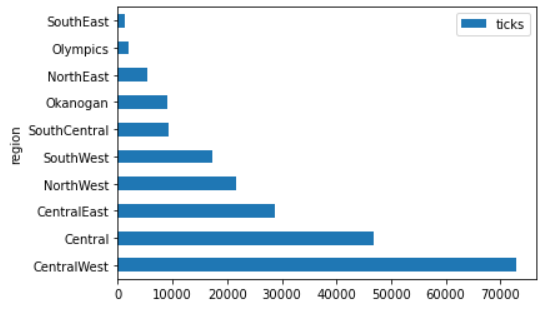 ticks
region
SouthEast
Olympics
NorthEast
Okanogan
SouthCentral
SouthWest
NorthWest
CentralEast
Central
CentralWest
0 10000 20000 30000 40000 50000 60000 70000